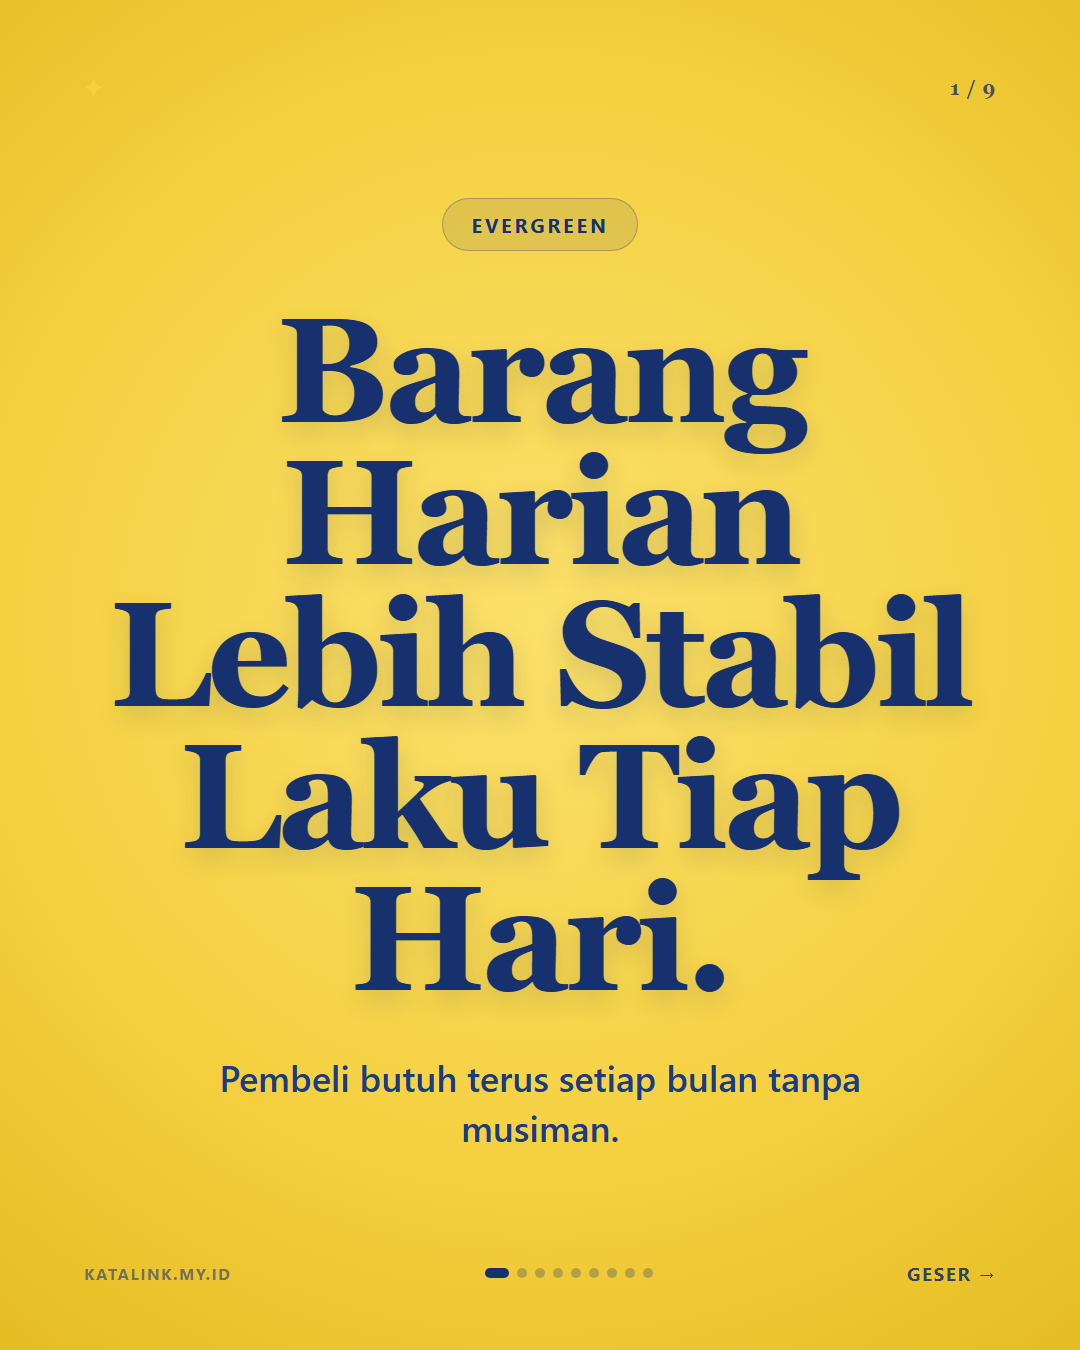 1 / 9
EVERGREEN
Barang
Harian
Lebih Stabil
Laku Tiap
Hari.
Pembeli butuh terus setiap bulan tanpa
musiman.
KATALINK.MY.ID
GESER →